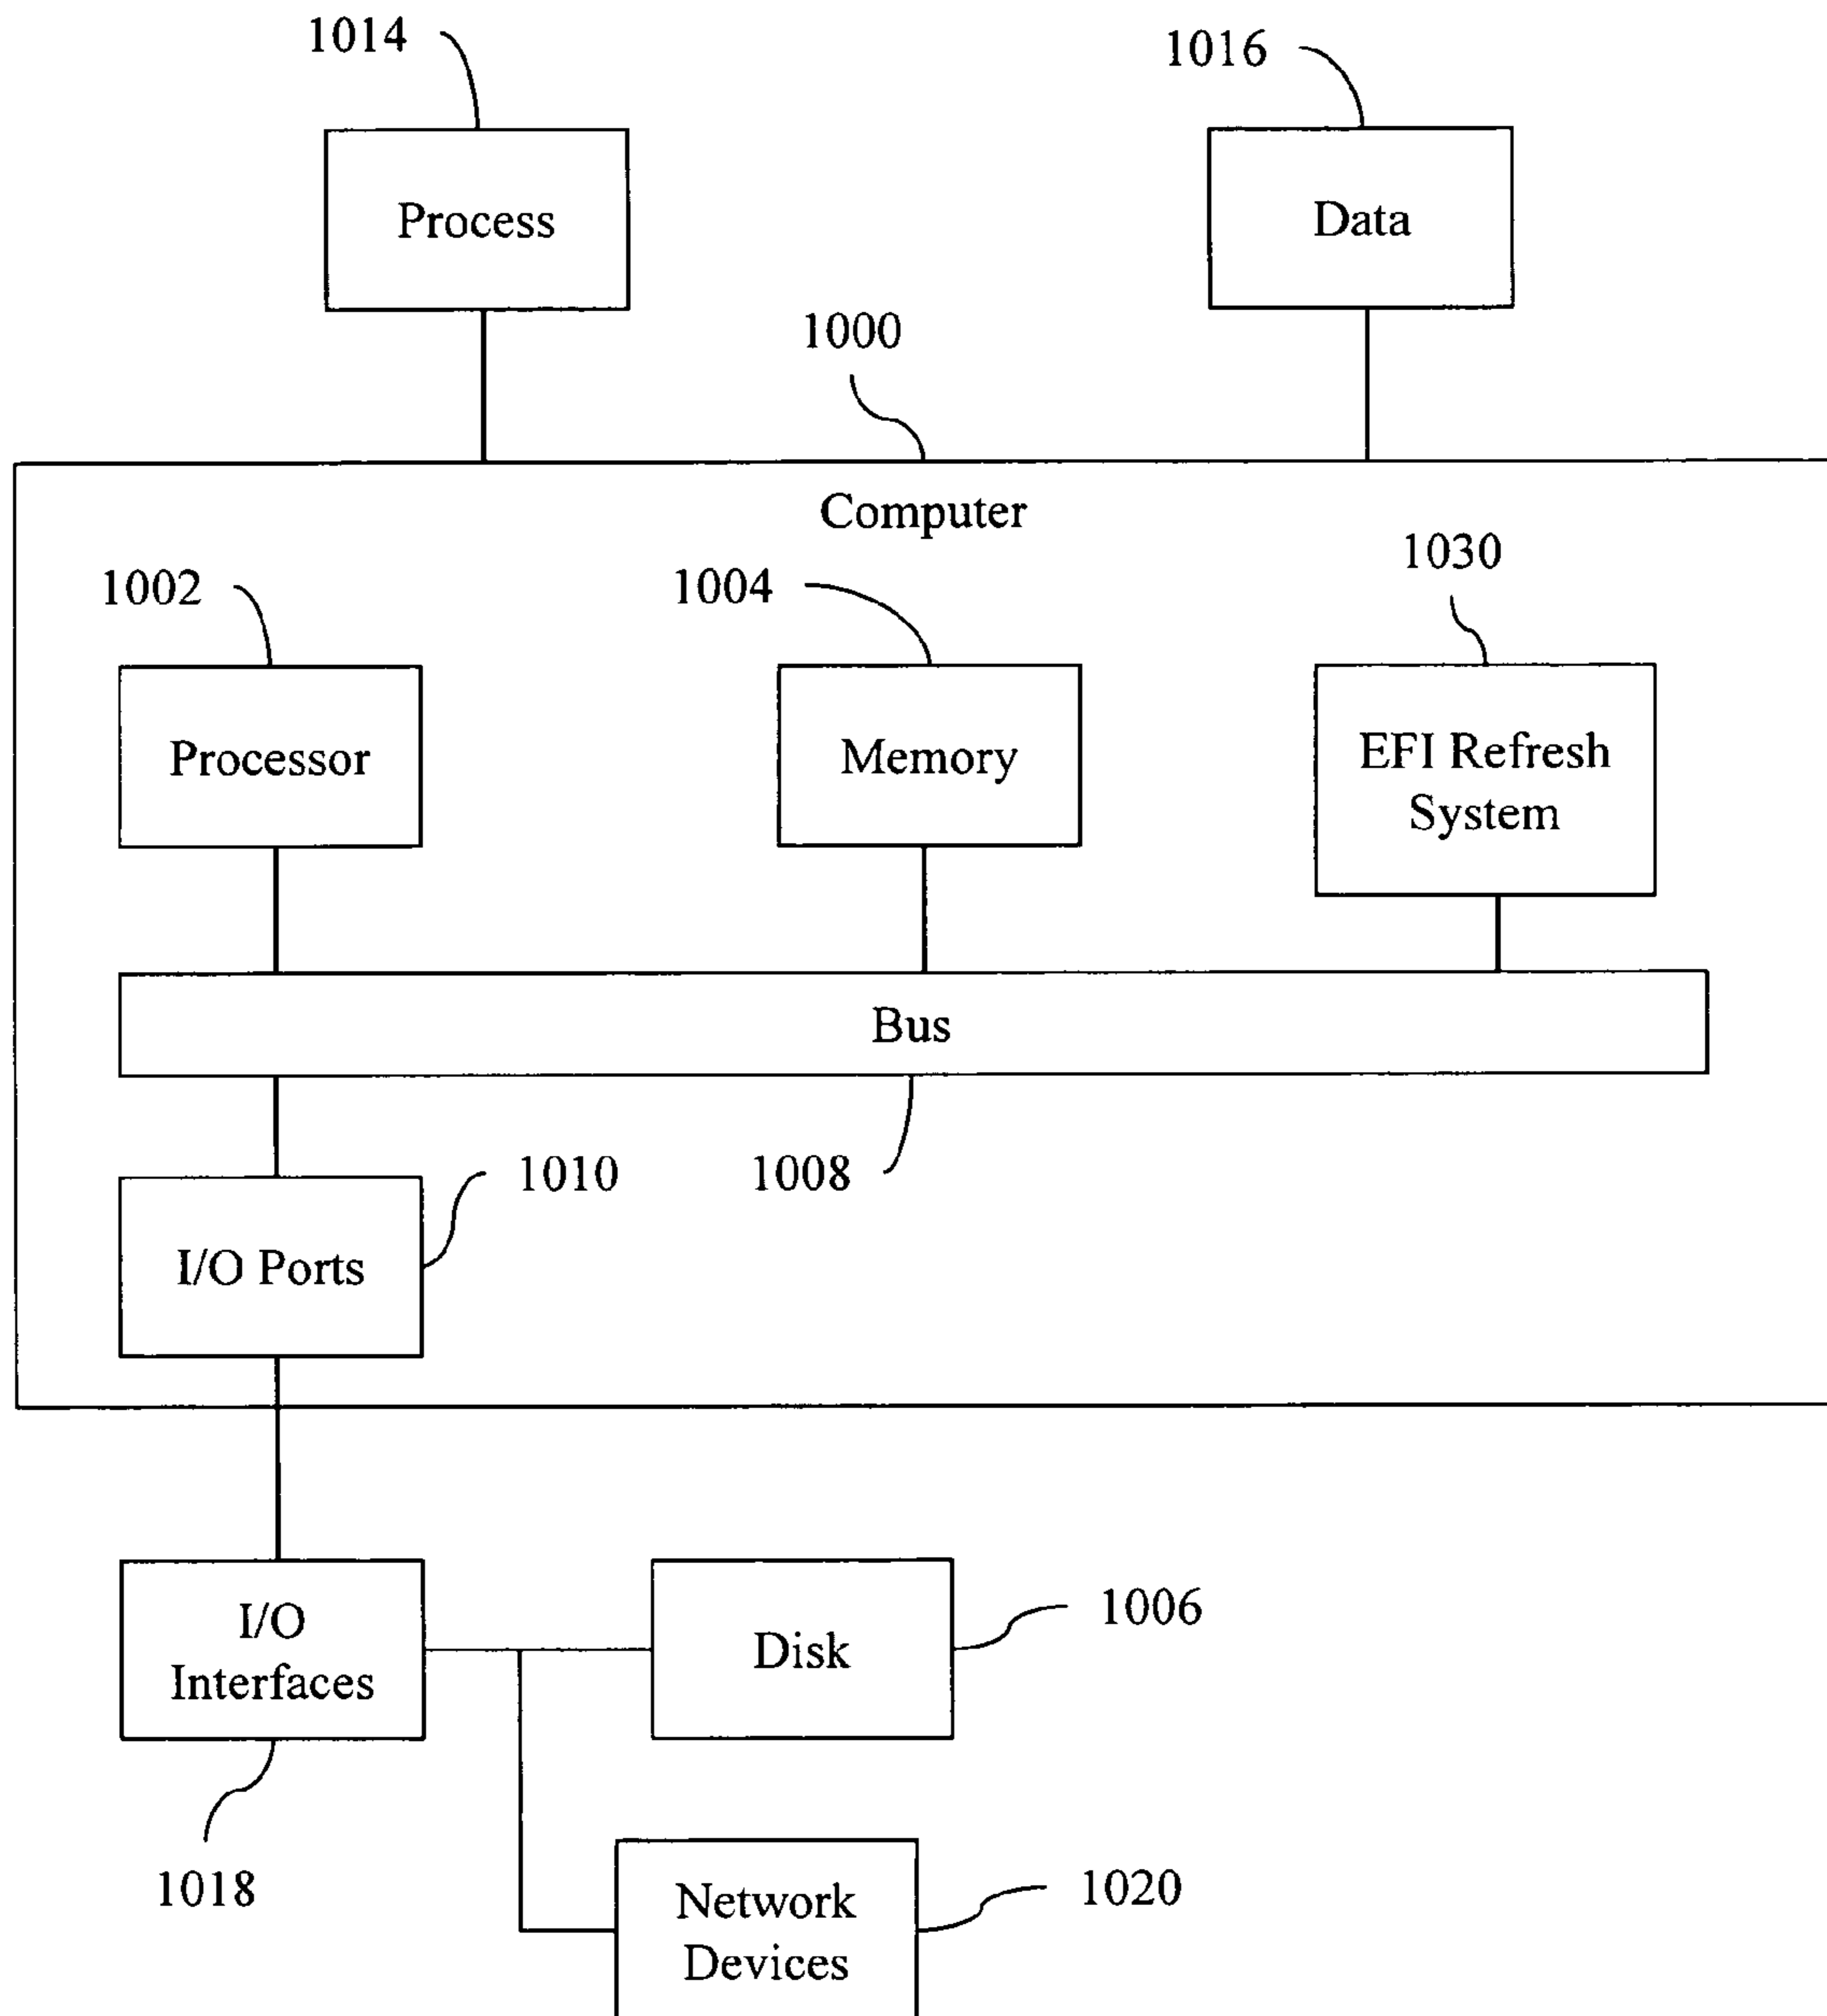 1014
1016
Process
Data
1000
Computer
1002
1004
1030
Processor
Memory
EFI Refresh
System
Bus
1010
1008
I/O Ports
I/O
Interfaces
Disk
1006
1018
Network
Devices
1020